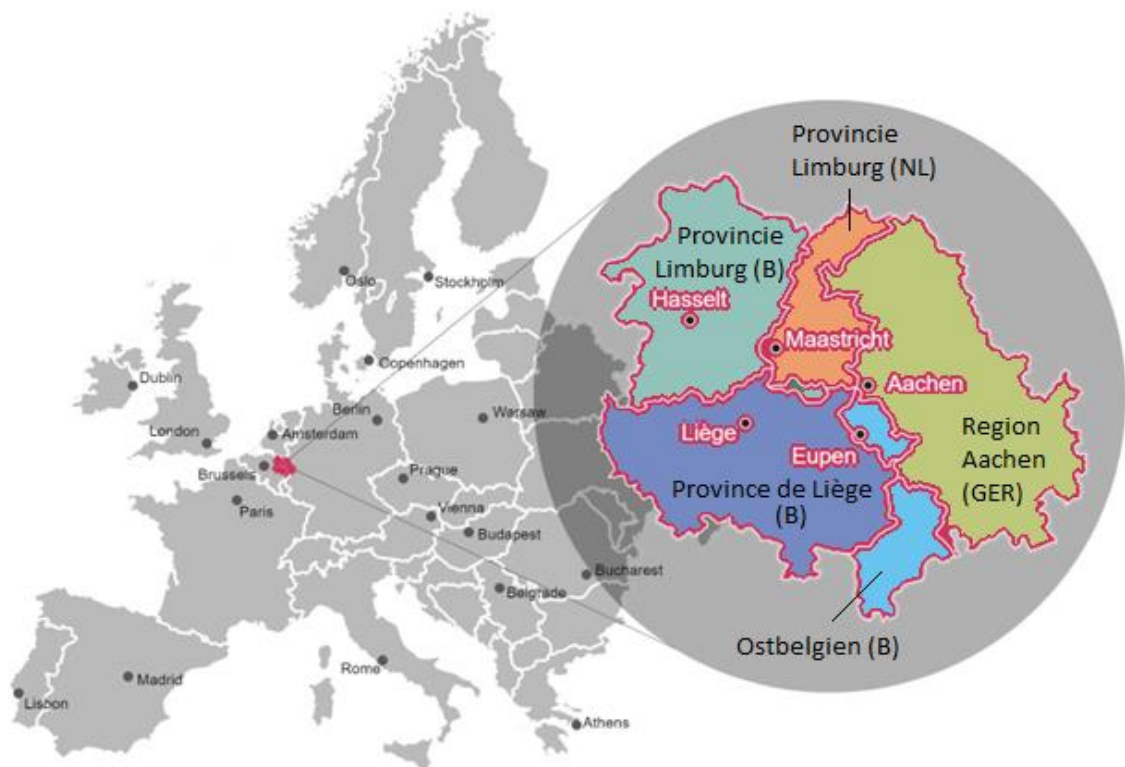 Oslo
Stockholm
Copenhagen
Dublin
Berlin
Warsaw
London
Amsterdam
Brussels
Prague
Paris
Vienna
Budapest
Bucharest
Belgrade
Rome
Madrid
Lisbon
Athens
Provincie
Limburg (NL)
Provincie
Limburg (B)
Hasselt
Maastricht
Aachen
Liège
Eupen
Region
Aachen
(GER)
Province de Liège
(B)
Ostbelgien (B)